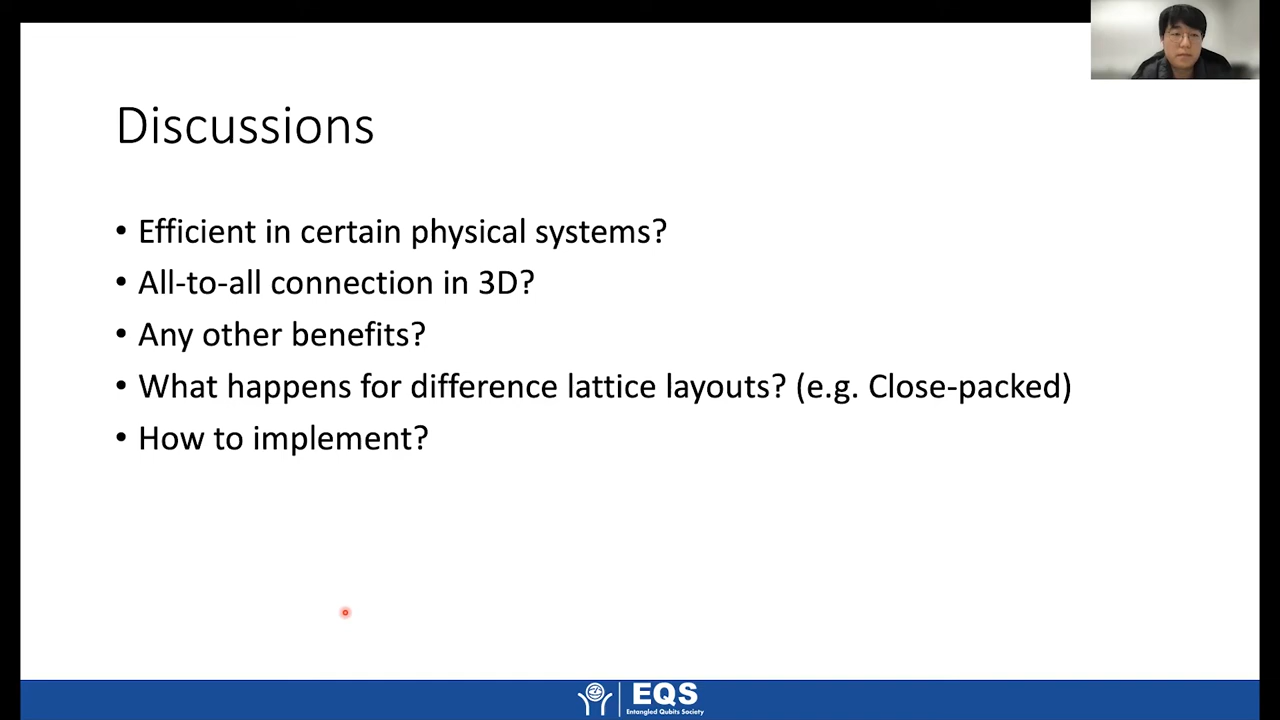 Discussions
• Efficient in certain physical systems?
• All-to-all connection in 3D?
• Any other benefits?
• What happens for difference lattice layouts? (e.g. Close-packed)
• How to implement?
EQS
Entangled Qubits Society